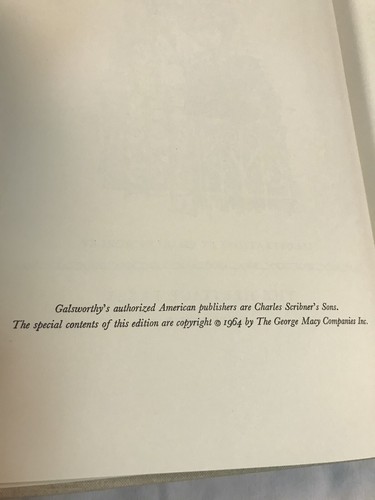 Galsworthy's authorized American publishers are Charles Scribner's Sons.
The special contents of this edition are copyright © 1964 by The George Macy Companies Inc.